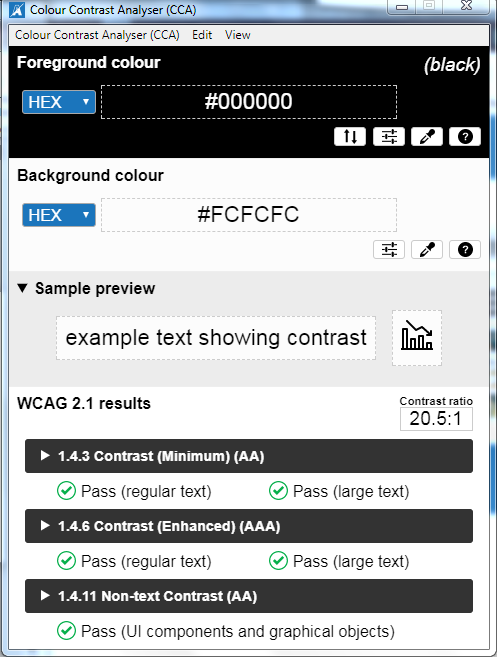 Colour Contrast Analyser (CCA)
Colour Contrast Analyser (CCA) Edit View
Foreground colour (black)
HEX #000000
Background colour
HEX #FCFCFC
Sample preview
example text showing contrast
WCAG 2.1 results Contrast ratio
20.5:1
1.4.3 Contrast (Minimum) (AA)
Pass (regular text) Pass (large text)
1.4.6 Contrast (Enhanced) (AAA)
Pass (regular text) Pass (large text)
1.4.11 Non-text Contrast (AA)
Pass (UI components and graphical objects)